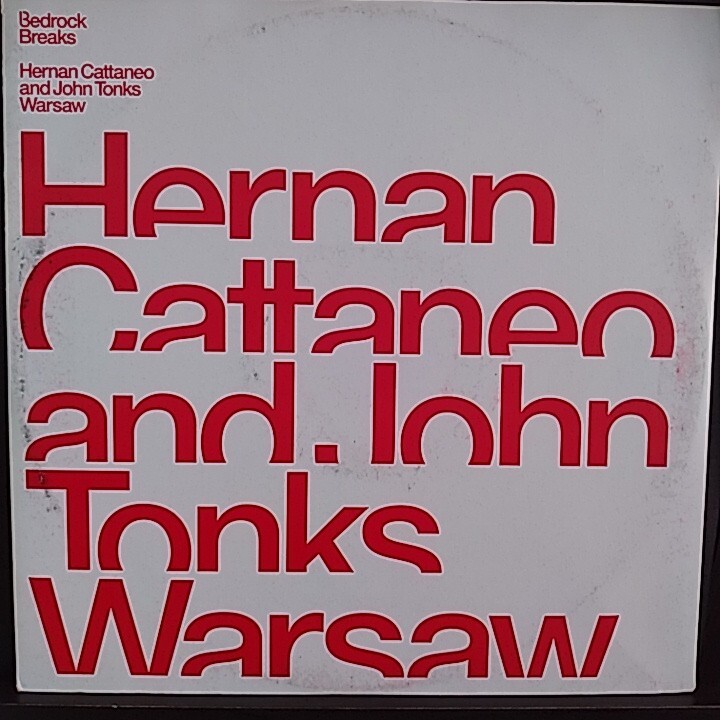 Bedrock
Breaks
Hernan Cattaneo
and John Tonks
Warsaw
Hernan
Cattaneo
and John
Tonks
Warsaw